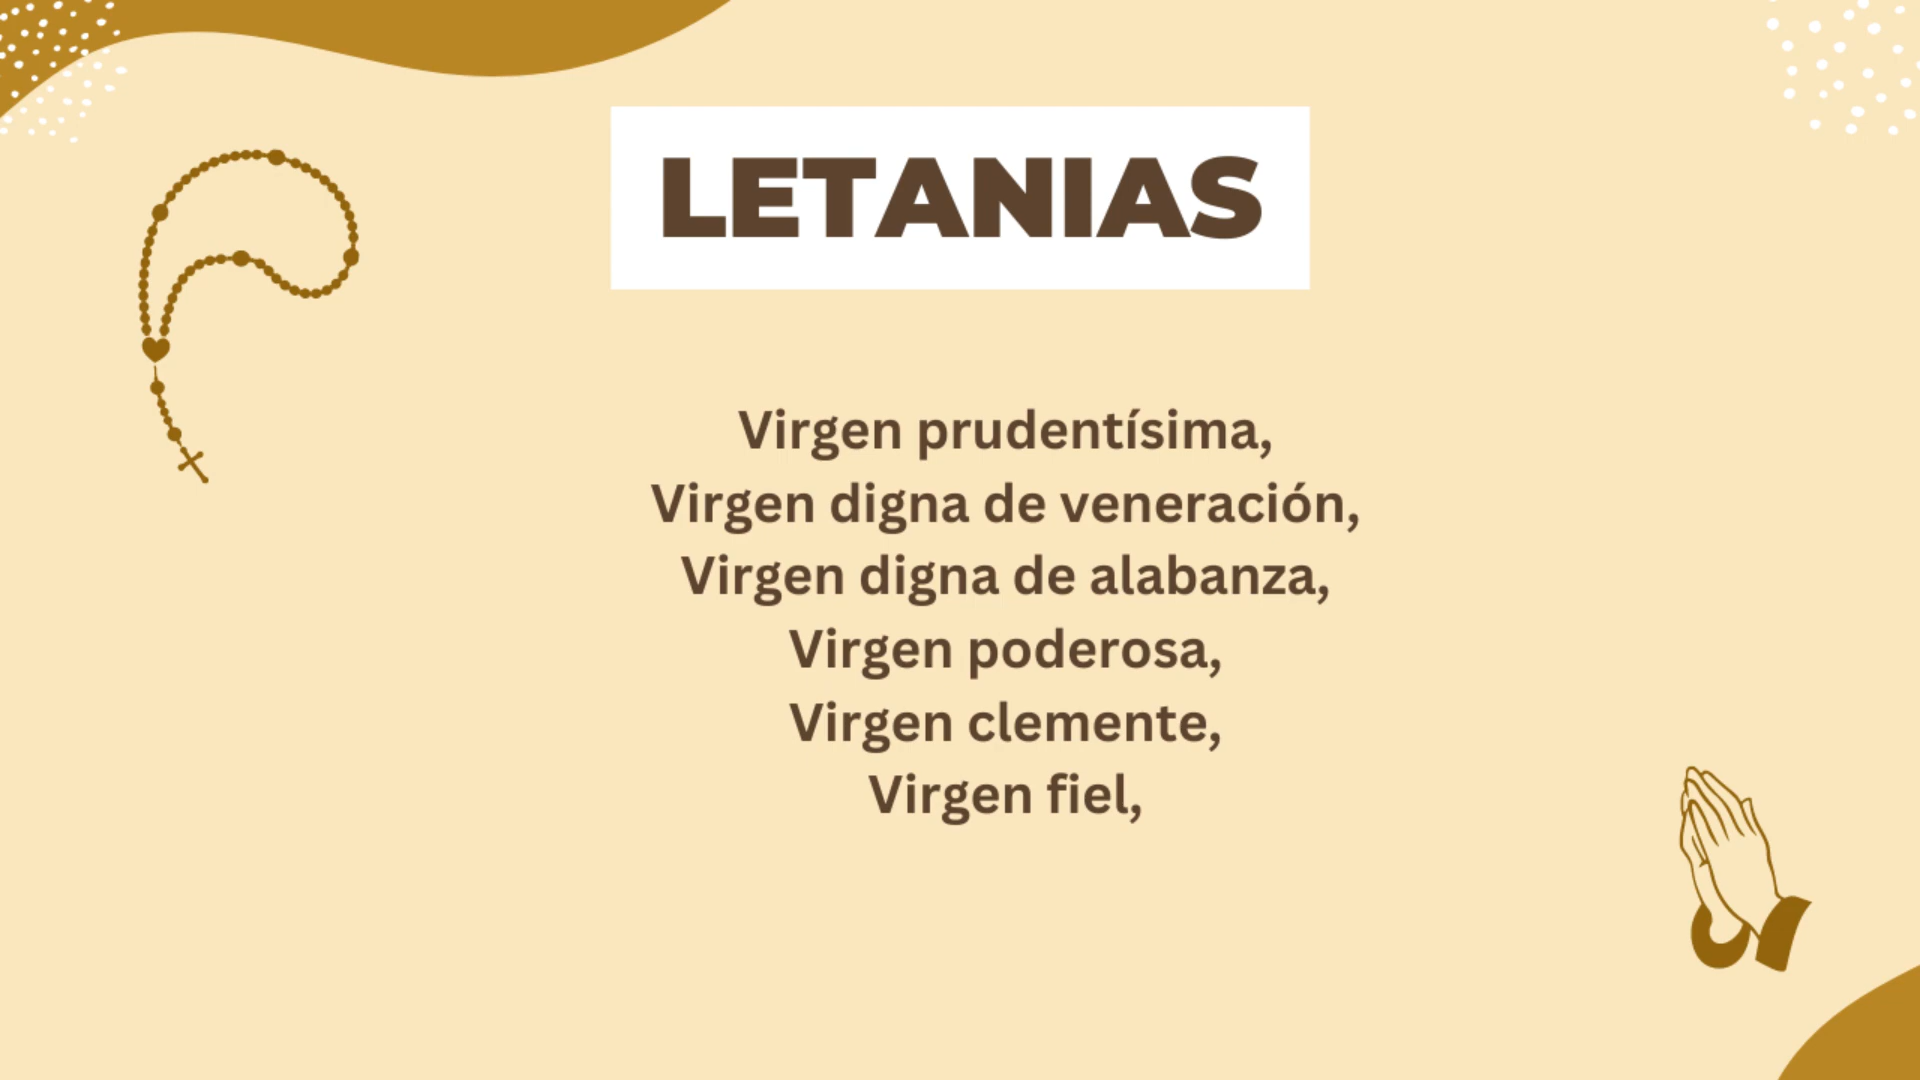 LETANIAS
Virgen prudentísima,
Virgen digna de veneración,
Virgen digna de alabanza,
Virgen poderosa,
Virgen clemente,
Virgen fiel,